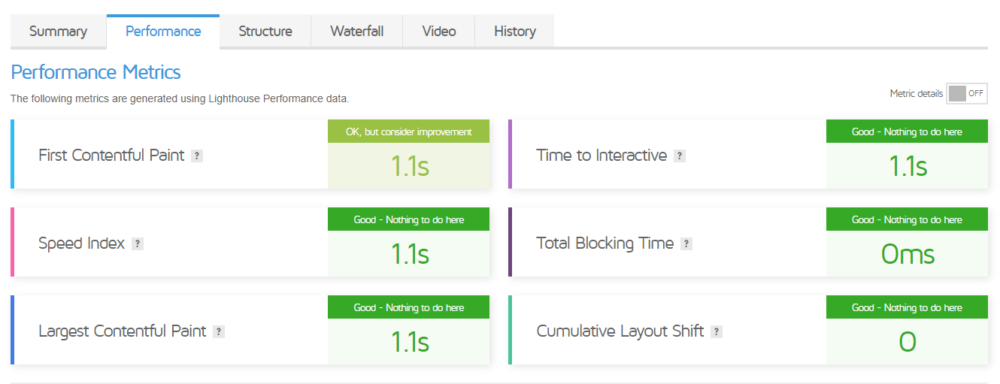 Summary Performance Structure Waterfall Video History
Performance Metrics
The following metrics are generated using Lighthouse Performance data.
Metric details OFF
First Contentful Paint ?
OK, but consider improvement
1.1s
Time to Interactive ?
Good - Nothing to do here
1.1s
Speed Index ?
Good - Nothing to do here
1.1s
Total Blocking Time ?
Good - Nothing to do here
0ms
Largest Contentful Paint ?
Good - Nothing to do here
1.1s
Cumulative Layout Shift ?
Good - Nothing to do here
0